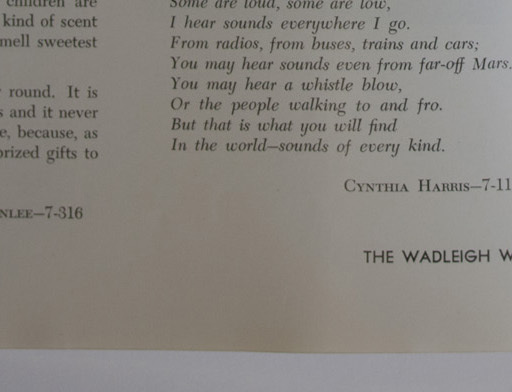 children are
kind of scent
mell sweetest
round. It is
s and it never
e, because, as
orized gifts to
NLEE—7-316
Some are loud, some are low,
I hear sounds everywhere I go.
From radios, from buses, trains and cars;
You may hear sounds even from far-off Mars.
You may hear a whistle blow,
Or the people walking to and fro.
But that is what you will find
In the world—sounds of every kind.
CYNTHIA HARRIS—7-11
THE WADLEIGH W